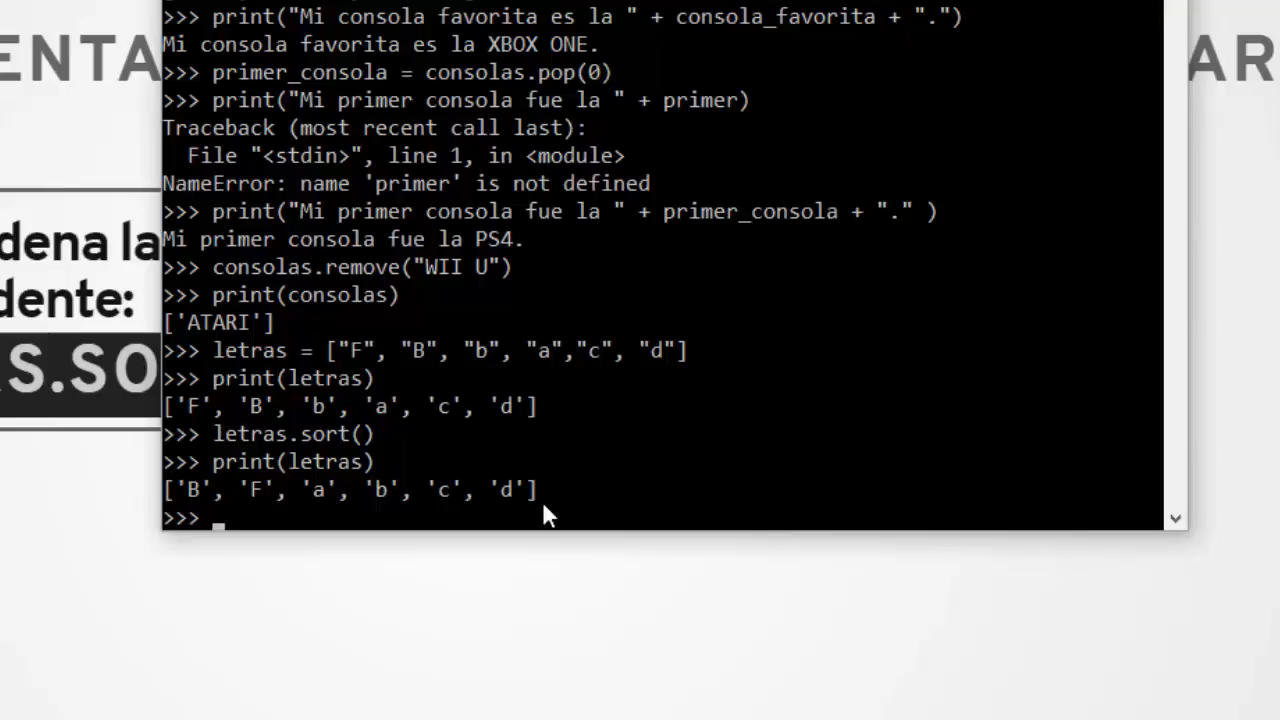 >>> print("Mi consola favorita es la " + consola_favorita + ".")
Mi consola favorita es la XBOX ONE.
>>> primer_consola = consolas.pop(0)
>>> print("Mi primer consola fue la " + primer)
Traceback (most recent call last):
  File "<stdin>", line 1, in <module>
NameError: name 'primer' is not defined
>>> print("Mi primer consola fue la " + primer_consola + "." )
Mi primer consola fue la PS4.
>>> consolas.remove("WII U")
>>> print(consolas)
['ATARI']
>>> letras = ["F", "B", "b", "a","c", "d"]
>>> print(letras)
['F', 'B', 'b', 'a', 'c', 'd']
>>> letras.sort()
>>> print(letras)
['B', 'F', 'a', 'b', 'c', 'd']
>>>
ENTA
AR
dena la
dente:
S.SO